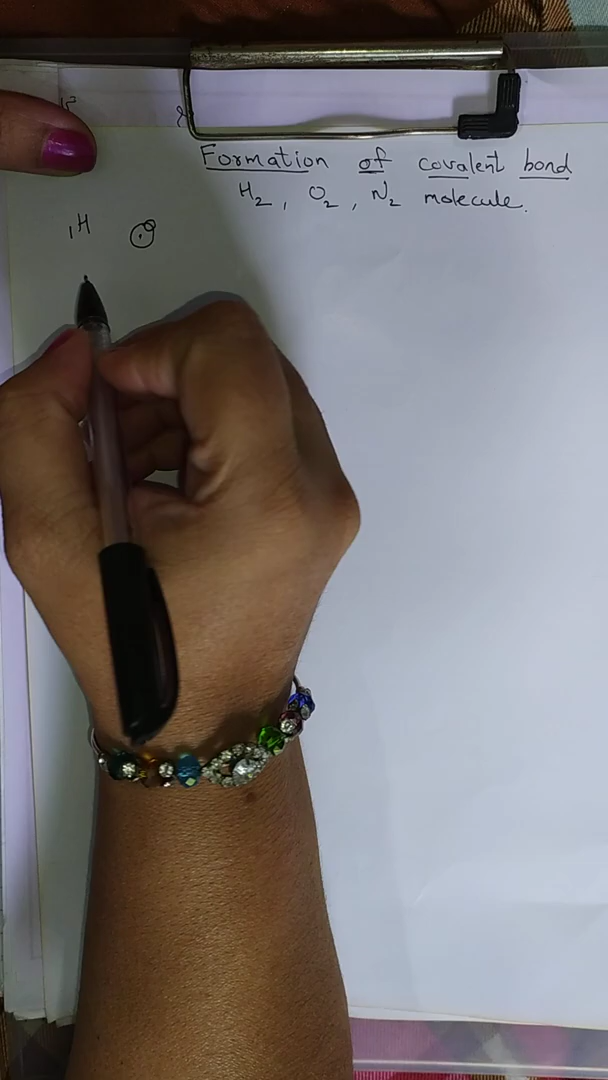 Formation of covalent bond
H₂, O₂, N₂ molecule.
₁H